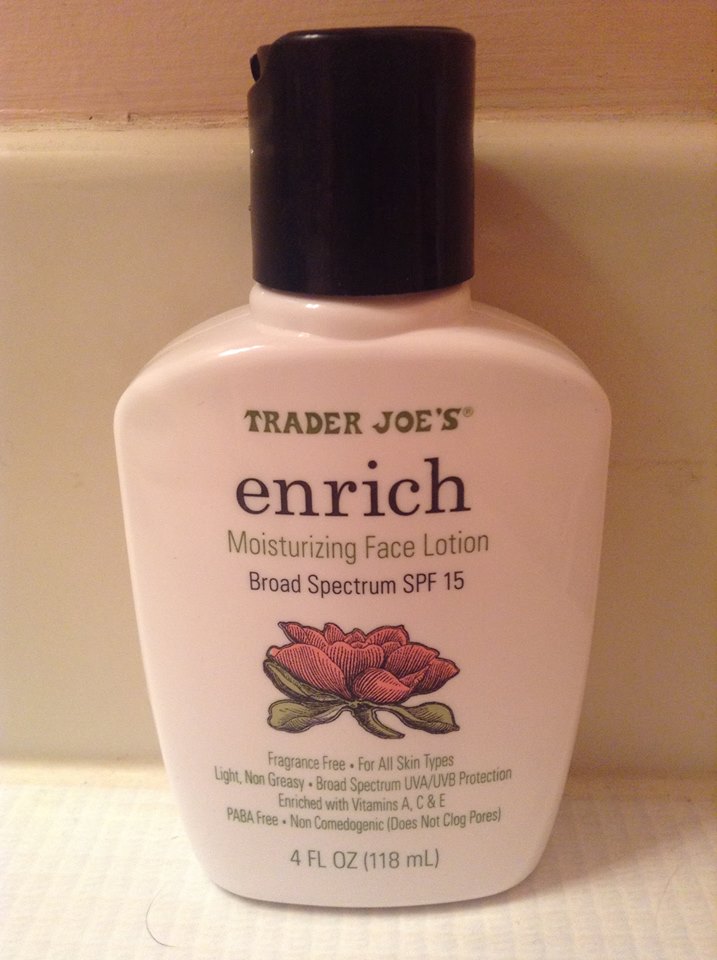 TRADER JOE'S®
enrich
Moisturizing Face Lotion
Broad Spectrum SPF 15
Fragrance Free • For All Skin Types
Light, Non Greasy • Broad Spectrum UVA/UVB Protection
Enriched with Vitamins A, C & E
PABA Free • Non Comedogenic (Does Not Clog Pores)
4 FL OZ (118 mL)